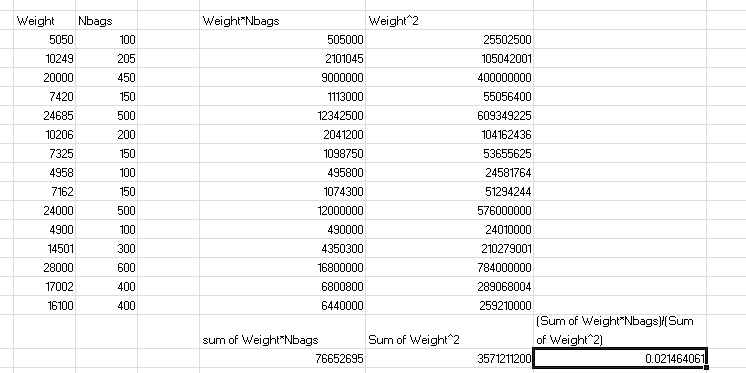 Weight Nbags Weight*Nbags Weight^2
5050 100 505000 25502500
10249 205 2101045 105042001
20000 450 9000000 400000000
7420 150 1113000 55056400
24685 500 12342500 609349225
10206 200 2041200 104162436
7325 150 1098750 53655625
4958 100 495800 24581764
7162 150 1074300 51294244
24000 500 12000000 576000000
4900 100 490000 24010000
14501 300 4350300 210279001
28000 600 16800000 784000000
17002 400 6800800 289068004
16100 400 6440000 259210000
(Sum of Weight*Nbags)/(Sum
sum of Weight*Nbags Sum of Weight^2 of Weight^2)
76652695 3571211200 0.021464061